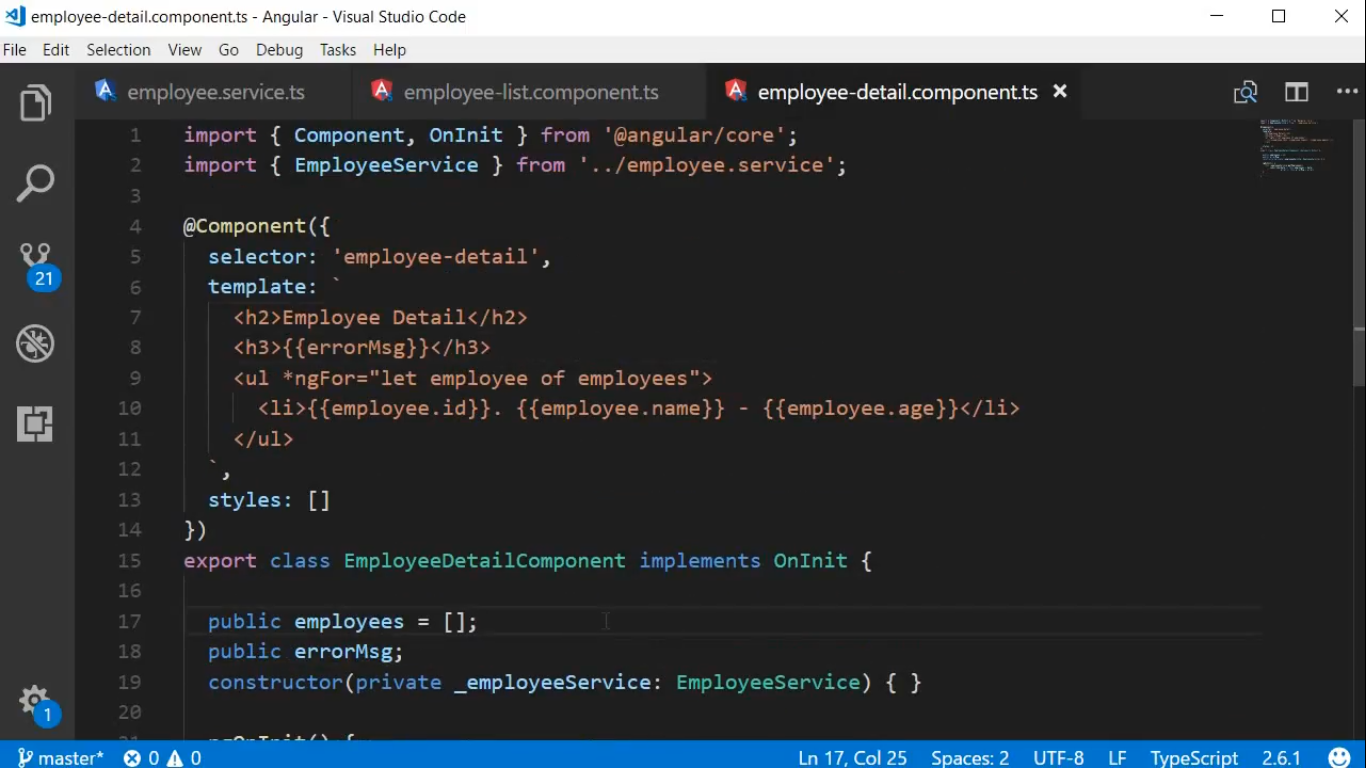 employee-detail.component.ts - Angular - Visual Studio Code
File Edit Selection View Go Debug Tasks Help
employee.service.ts employee-list.component.ts employee-detail.component.ts
1 import { Component, OnInit } from '@angular/core';
2 import { EmployeeService } from '../employee.service';
3
4 @Component({
5 selector: 'employee-detail',
6 template: `
7 <h2>Employee Detail</h2>
8 <h3>{{errorMsg}}</h3>
9 <ul *ngFor="let employee of employees">
10 <li>{{employee.id}}. {{employee.name}} - {{employee.age}}</li>
11 </ul>
12 `,
13 styles: []
14 })
15 export class EmployeeDetailComponent implements OnInit {
16
17 public employees = [];
18 public errorMsg;
19 constructor(private _employeeService: EmployeeService) { }
20
21 ngOnInit() {
21
1
master* 0 0 Ln 17, Col 25 Spaces: 2 UTF-8 LF TypeScript 2.6.1